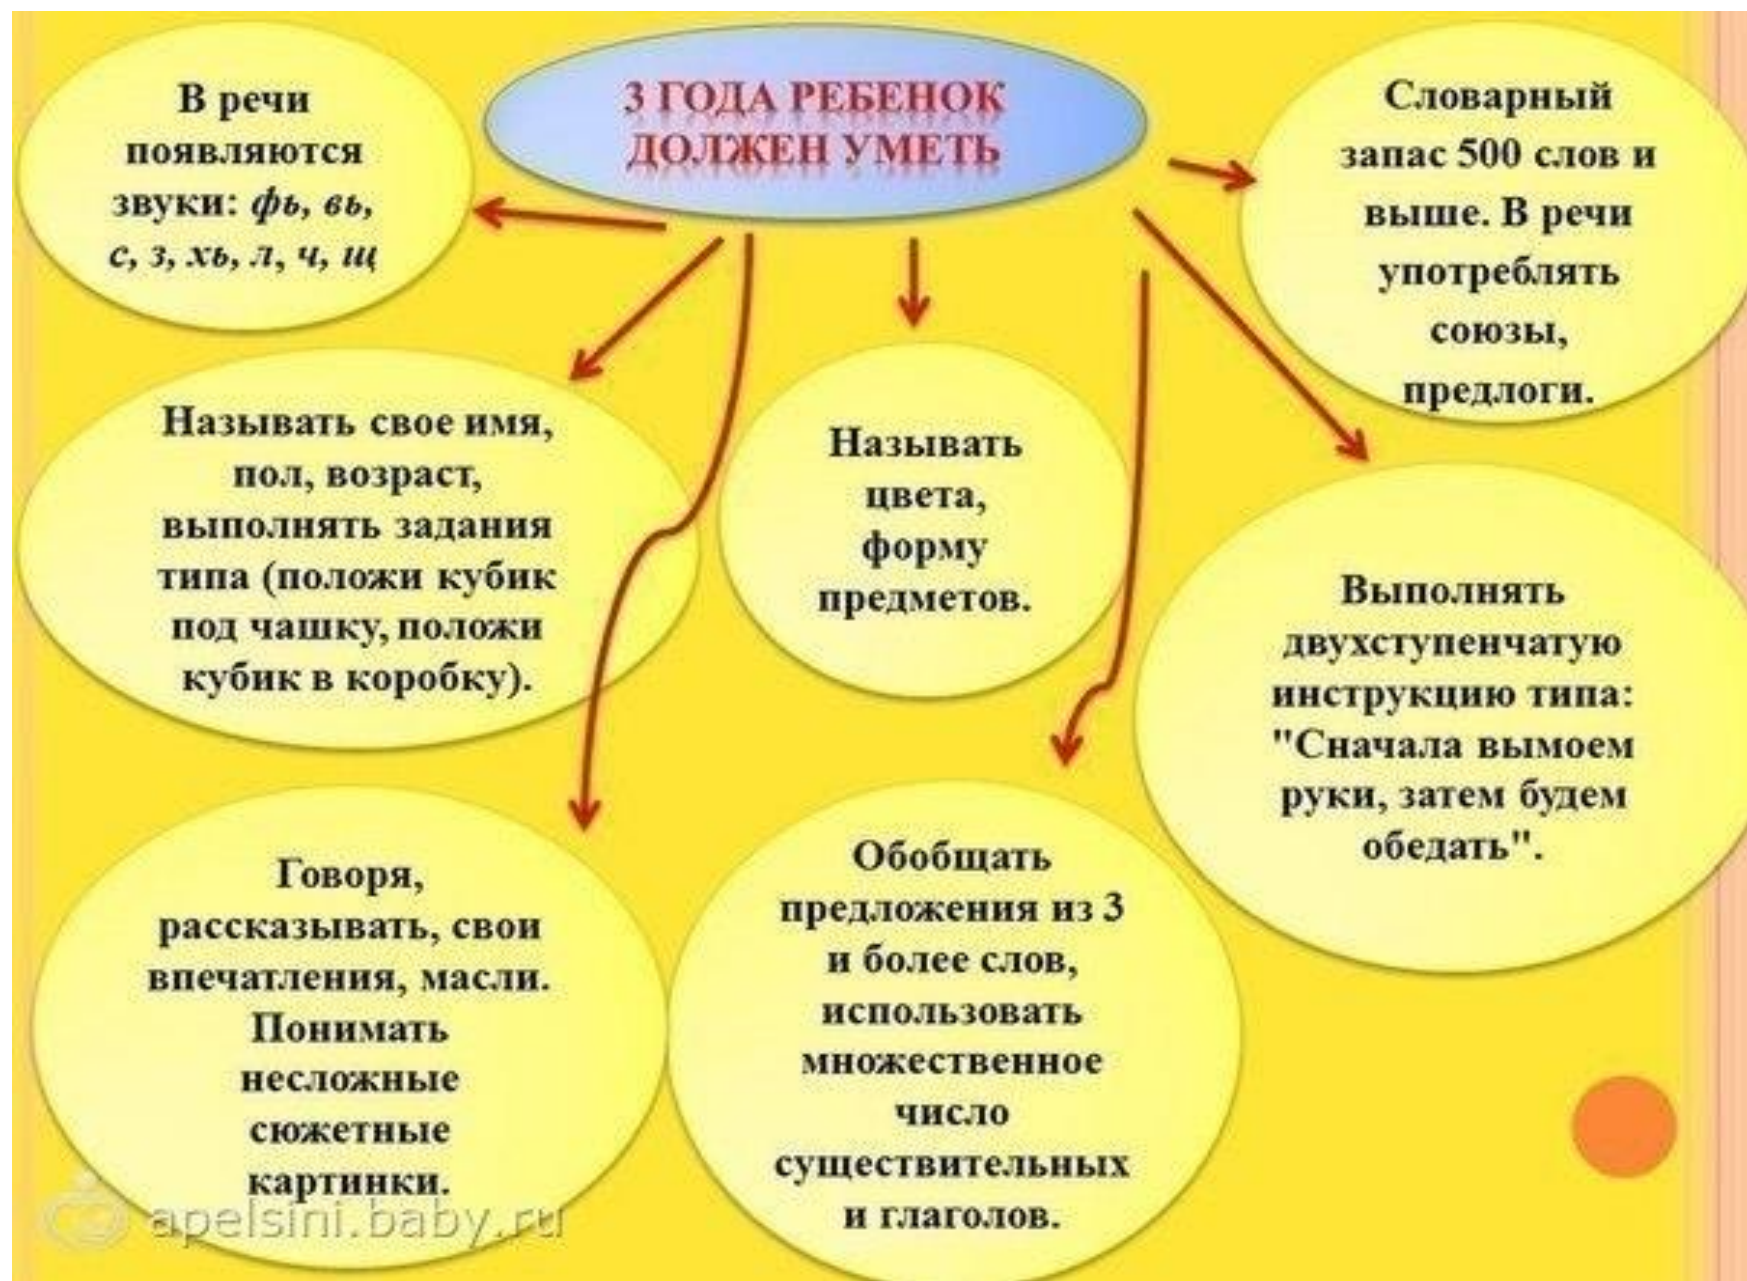 3 ГОДА РЕБЕНОК
ДОЛЖЕН УМЕТЬ
В речи
появляются
звуки: фь, вь,
с, з, хь, л, ч, щ
Словарный
запас 500 слов и
выше. В речи
употреблять
союзы,
предлоги.
Называть свое имя,
пол, возраст,
выполнять задания
типа (положи кубик
под чашку, положи
кубик в коробку).
Называть
цвета,
форму
предметов.
Выполнять
двухступенчатую
инструкцию типа:
"Сначала вымоем
руки, затем будем
обедать".
Говоря,
рассказывать, свои
впечатления, масли.
Понимать
несложные
сюжетные
картинки.
Обобщать
предложения из 3
и более слов,
использовать
множественное
число
существительных
и глаголов.
apelsini.baby.ru